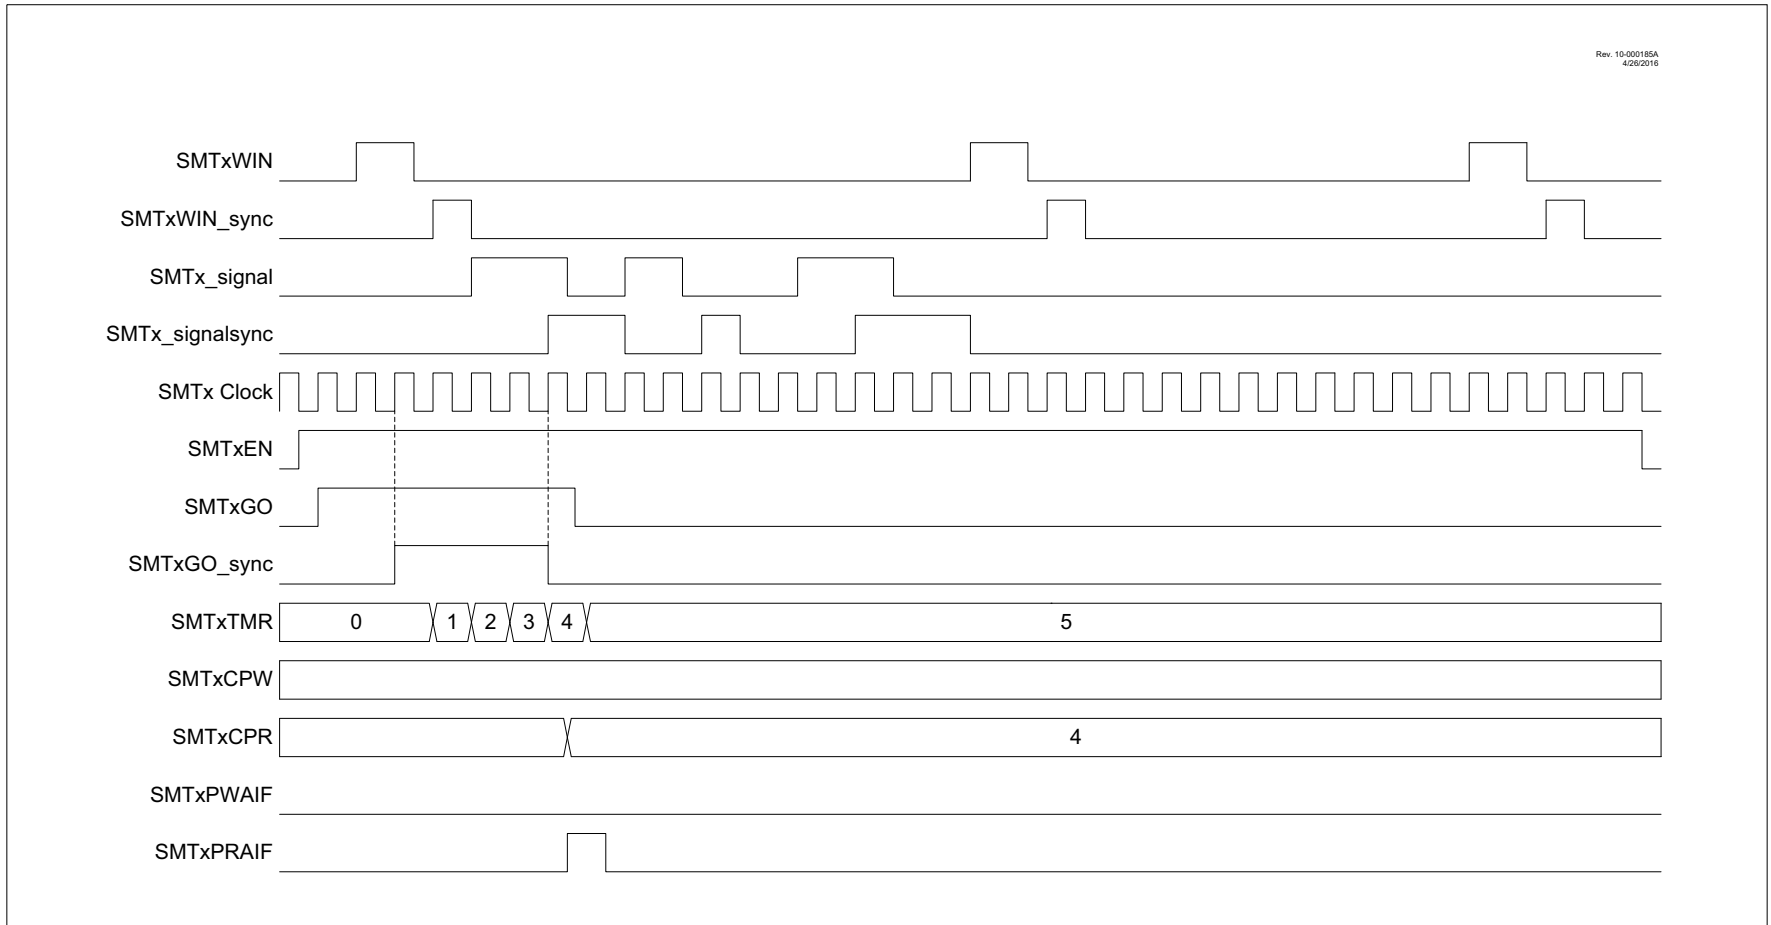 Rev. 10-000185A
4/26/2016
SMTxWIN
SMTxWIN_sync
SMTx_signal
SMTx_signalsync
SMTx Clock
SMTxEN
SMTxGO
SMTxGO_sync
SMTxTMR 0 1 2 3 4 5
SMTxCPW
SMTxCPR 4
SMTxPWAIF
SMTxPRAIF